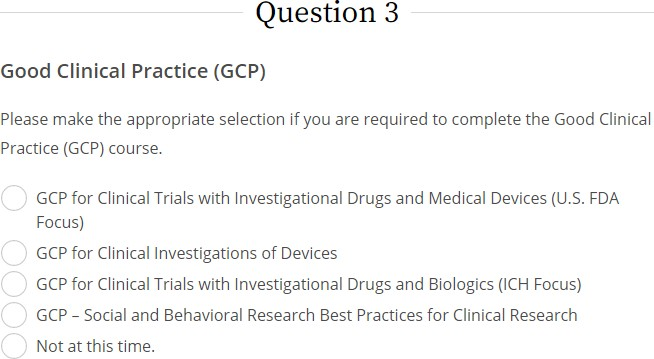 Question 3
Good Clinical Practice (GCP)
Please make the appropriate selection if you are required to complete the Good Clinical
Practice (GCP) course.
GCP for Clinical Trials with Investigational Drugs and Medical Devices (U.S. FDA
Focus)
GCP for Clinical Investigations of Devices
GCP for Clinical Trials with Investigational Drugs and Biologics (ICH Focus)
GCP – Social and Behavioral Research Best Practices for Clinical Research
Not at this time.